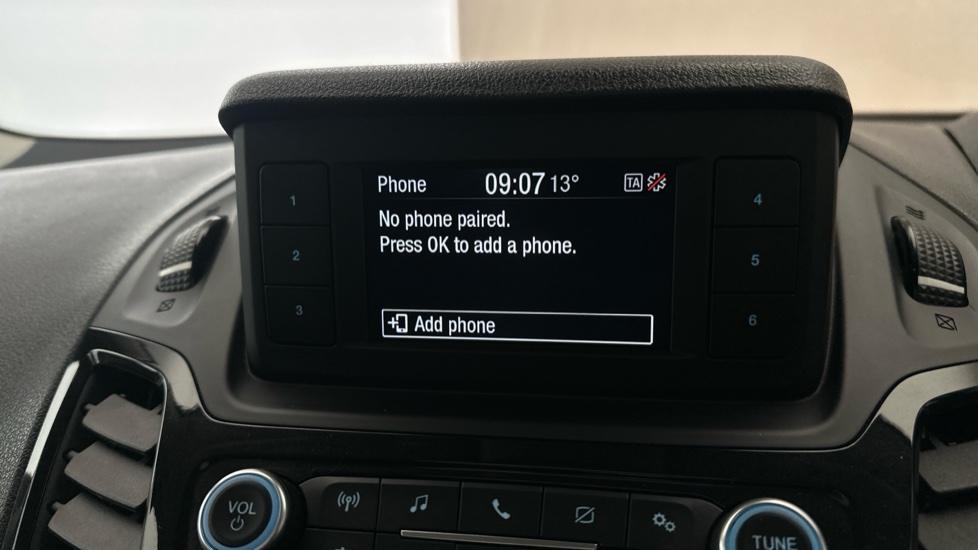 Phone 09:07 13° TA
No phone paired.
Press OK to add a phone.
Add phone
1 4
2 5
3 6
VOL
TUNE